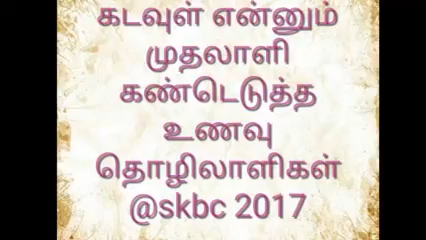 கடவுள் என்னும்
முதலாளி
கண்டெடுத்த
உணவு
தொழிலாளிகள்
@skbc 2017